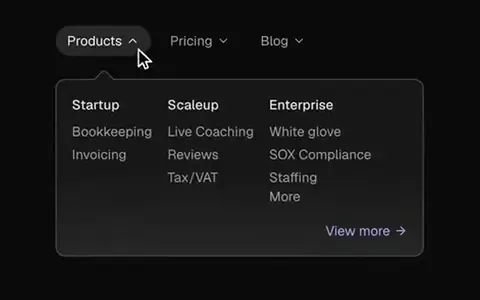 Products Pricing Blog
Startup
Bookkeeping
Invoicing
Scaleup
Live Coaching
Reviews
Tax/VAT
Enterprise
White glove
SOX Compliance
Staffing
More
View more →